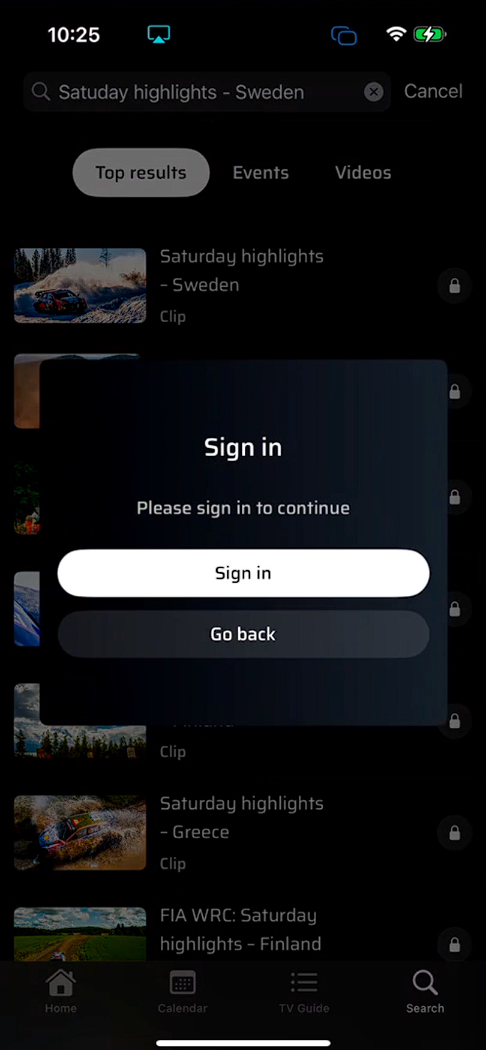 10:25
Satuday highlights - Sweden
Cancel
Top results
Events
Videos
Saturday highlights
– Sweden
Clip
Sign in
Please sign in to continue
Sign in
Go back
Clip
Saturday highlights
– Greece
Clip
FIA WRC: Saturday
highlights – Finland
Home
Calendar
TV Guide
Search